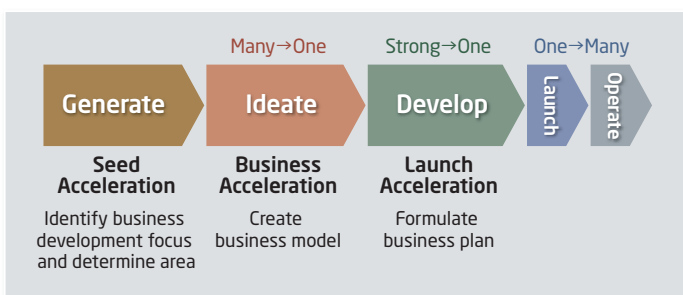 Many→One
Strong→One
One→Many
Generate
Ideate
Develop
Launch
Operate
Seed
Acceleration
Identify business
development focus
and determine area
Business
Acceleration
Create
business model
Launch
Acceleration
Formulate
business plan